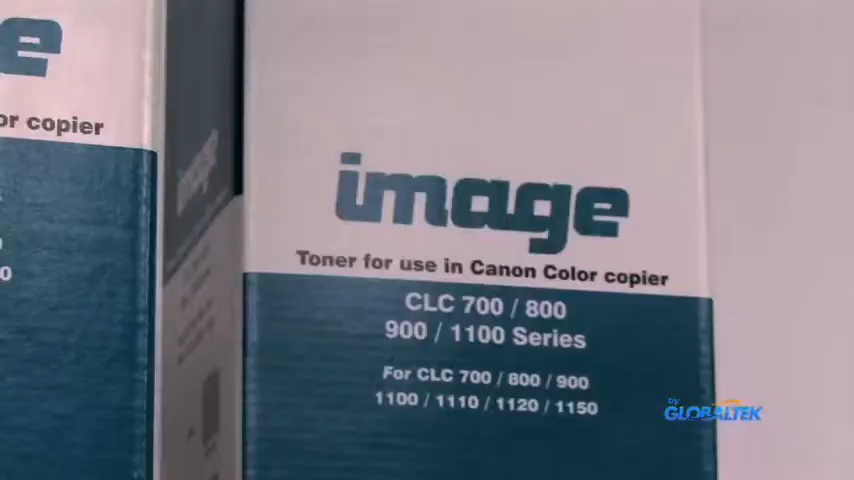 e
or copier
0
image
image
Toner for use in Canon Color copier
CLC 700 / 800
900 / 1100 Series
For CLC 700 / 800 / 900
1100 / 1110 / 1120 / 1150
by
GLOBALTEK